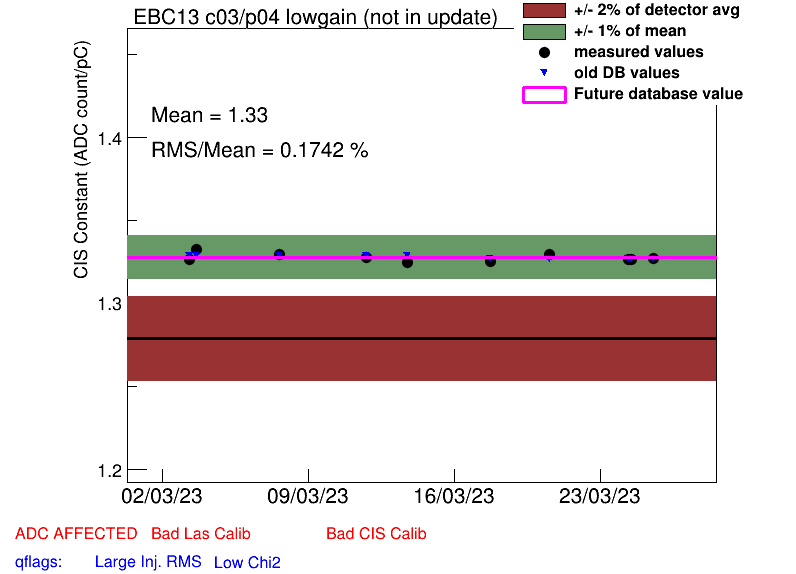 EBC13 c03/p04 lowgain (not in update)
+/- 2% of detector avg
+/- 1% of mean
measured values
old DB values
Future database value
CIS Constant (ADC count/pC)
Mean = 1.33
RMS/Mean = 0.1742 %
1.4
1.3
1.2
02/03/23 09/03/23 16/03/23 23/03/23
ADC AFFECTED Bad Las Calib Bad CIS Calib
qflags: Large Inj. RMS Low Chi2